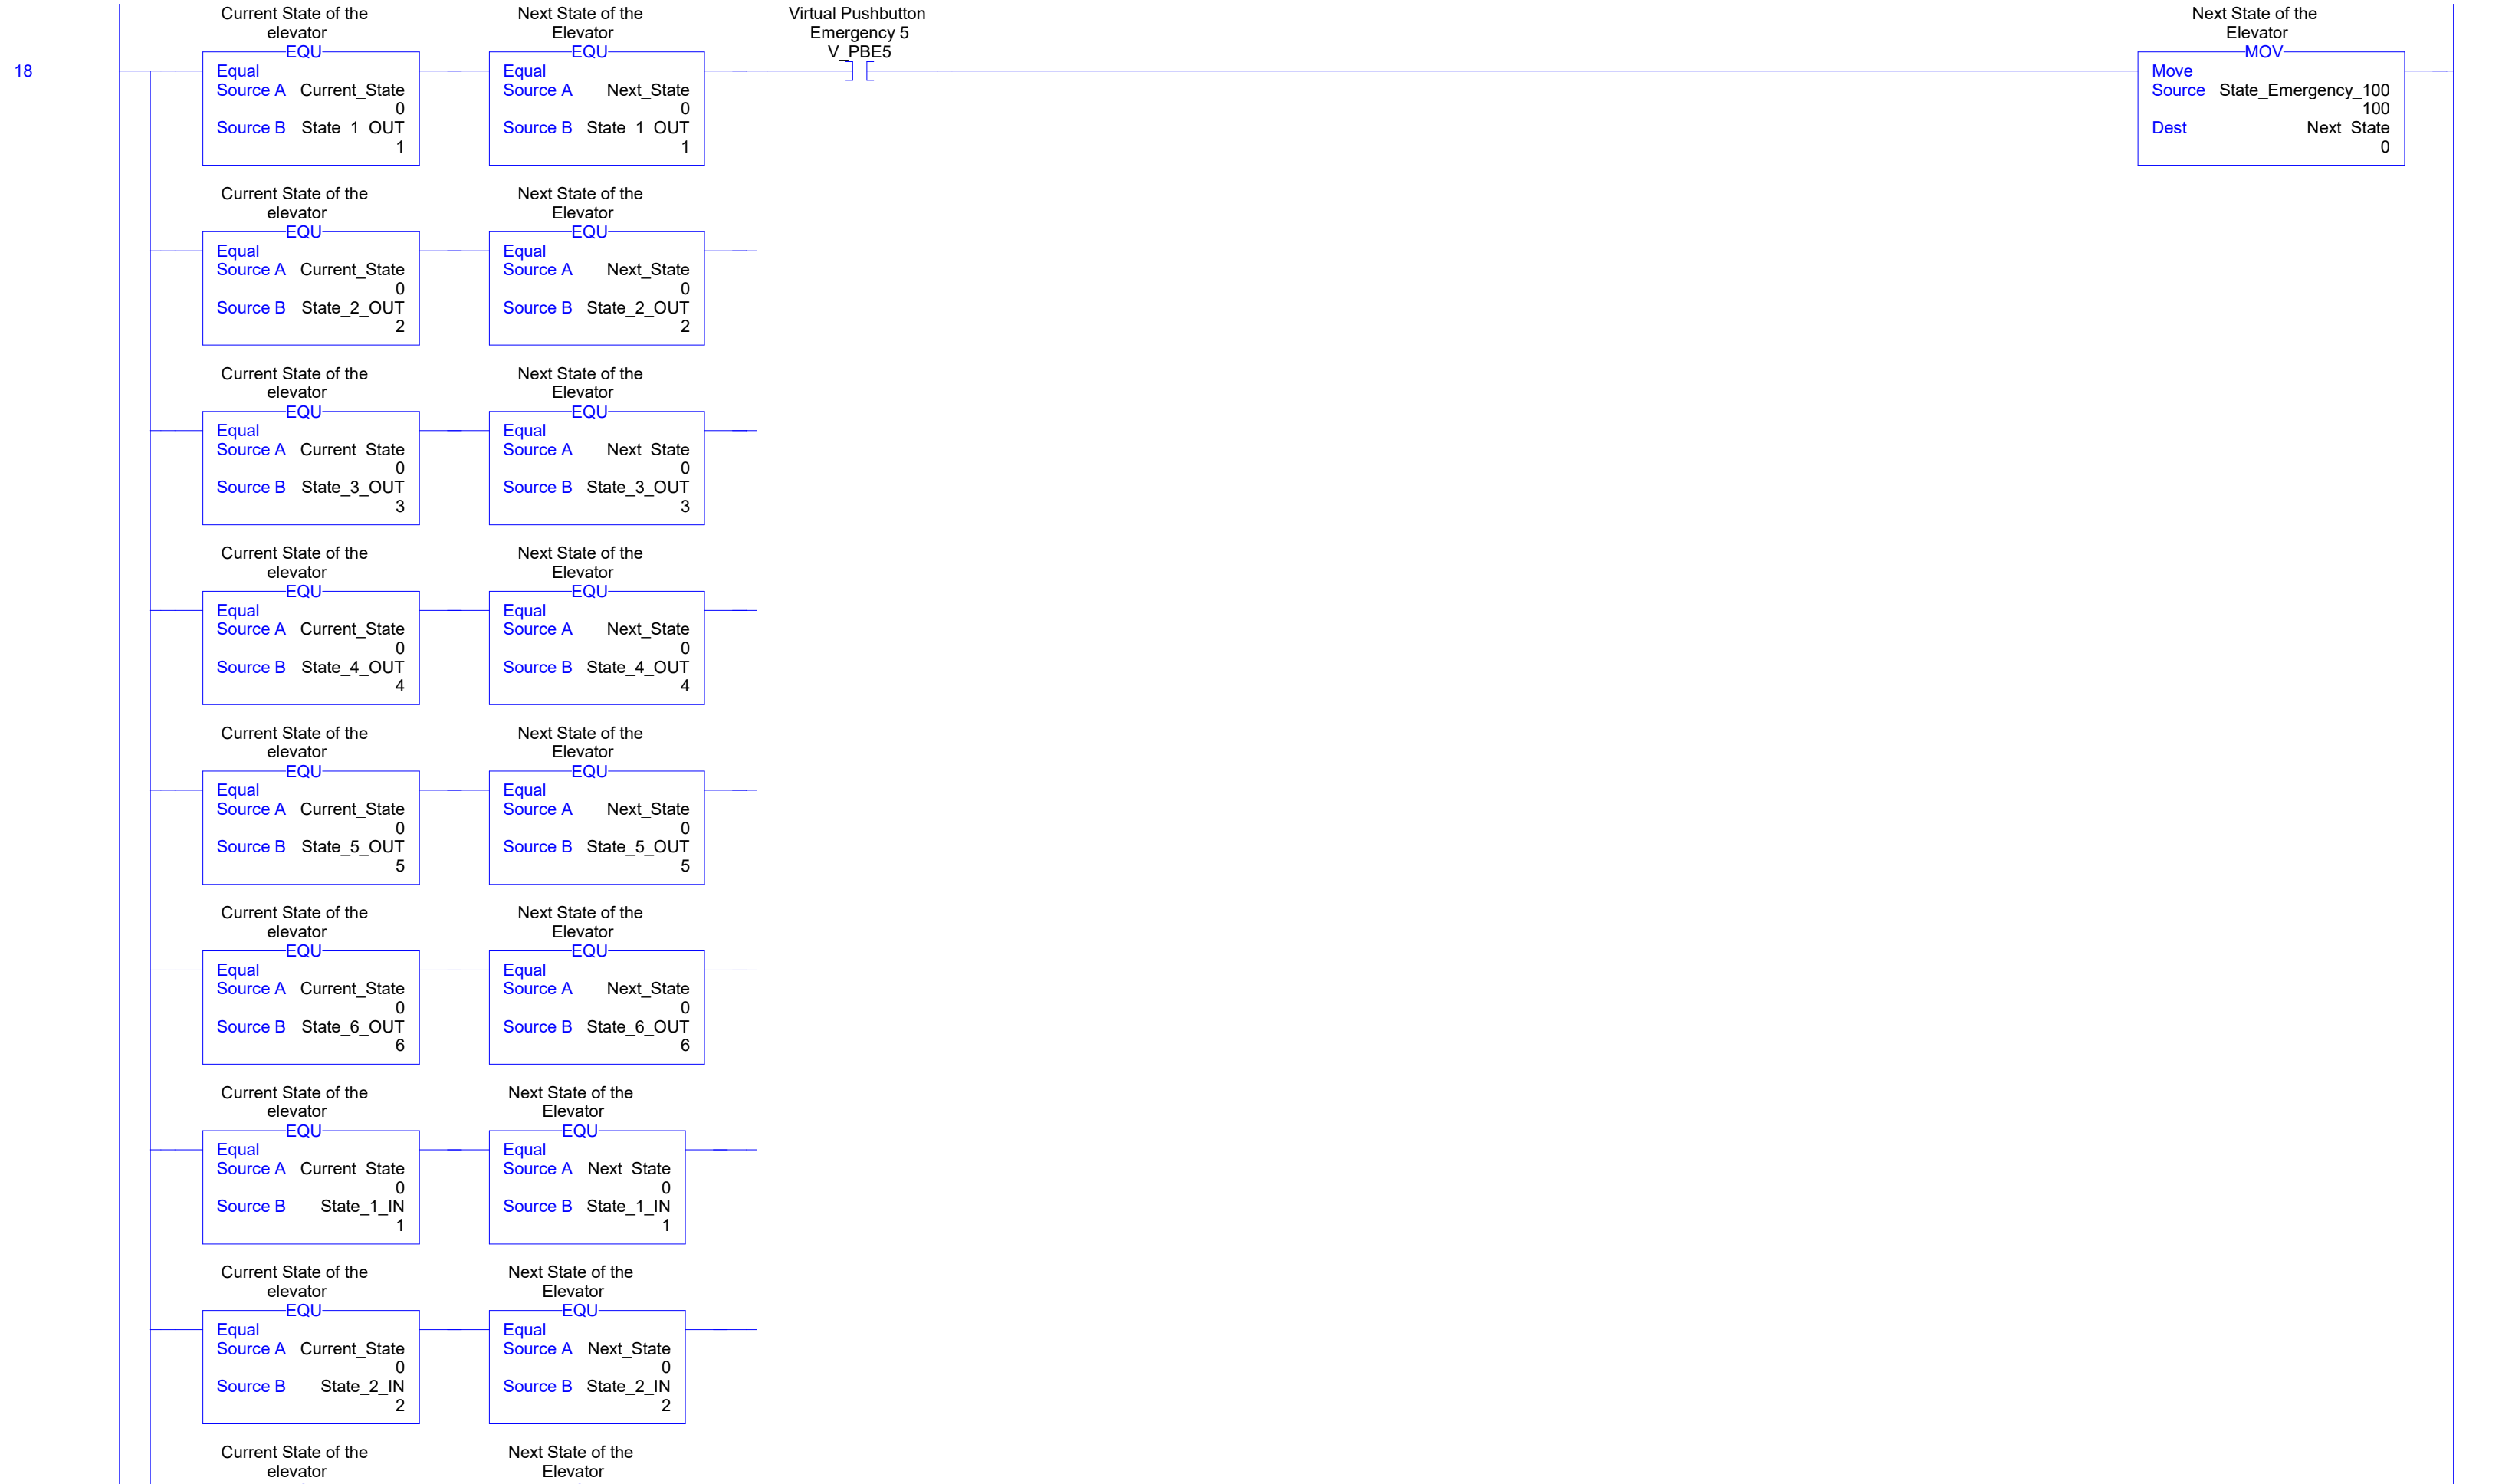 Current State of the
elevator
Next State of the
Elevator
Virtual Pushbutton
Emergency 5
V_PBE5
Next State of the
Elevator
18
EQU
Equal
Source A Current_State
0
Source B State_1_OUT
1
EQU
Equal
Source A Next_State
0
Source B State_1_OUT
1
MOV
Move
Source State_Emergency_100
100
Dest Next_State
0
Current State of the
elevator
EQU
Equal
Source A Current_State
0
Source B State_2_OUT
2
Next State of the
Elevator
EQU
Equal
Source A Next_State
0
Source B State_2_OUT
2
Current State of the
elevator
EQU
Equal
Source A Current_State
0
Source B State_3_OUT
3
Next State of the
Elevator
EQU
Equal
Source A Next_State
0
Source B State_3_OUT
3
Current State of the
elevator
EQU
Equal
Source A Current_State
0
Source B State_4_OUT
4
Next State of the
Elevator
EQU
Equal
Source A Next_State
0
Source B State_4_OUT
4
Current State of the
elevator
EQU
Equal
Source A Current_State
0
Source B State_5_OUT
5
Next State of the
Elevator
EQU
Equal
Source A Next_State
0
Source B State_5_OUT
5
Current State of the
elevator
EQU
Equal
Source A Current_State
0
Source B State_6_OUT
6
Next State of the
Elevator
EQU
Equal
Source A Next_State
0
Source B State_6_OUT
6
Current State of the
elevator
EQU
Equal
Source A Current_State
0
Source B State_1_IN
1
Next State of the
Elevator
EQU
Equal
Source A Next_State
0
Source B State_1_IN
1
Current State of the
elevator
EQU
Equal
Source A Current_State
0
Source B State_2_IN
2
Next State of the
Elevator
EQU
Equal
Source A Next_State
0
Source B State_2_IN
2
Current State of the
elevator
Next State of the
Elevator